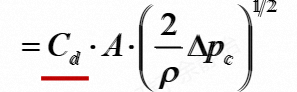 = C_d · A · (2/ρ Δp_c)^{1/2}